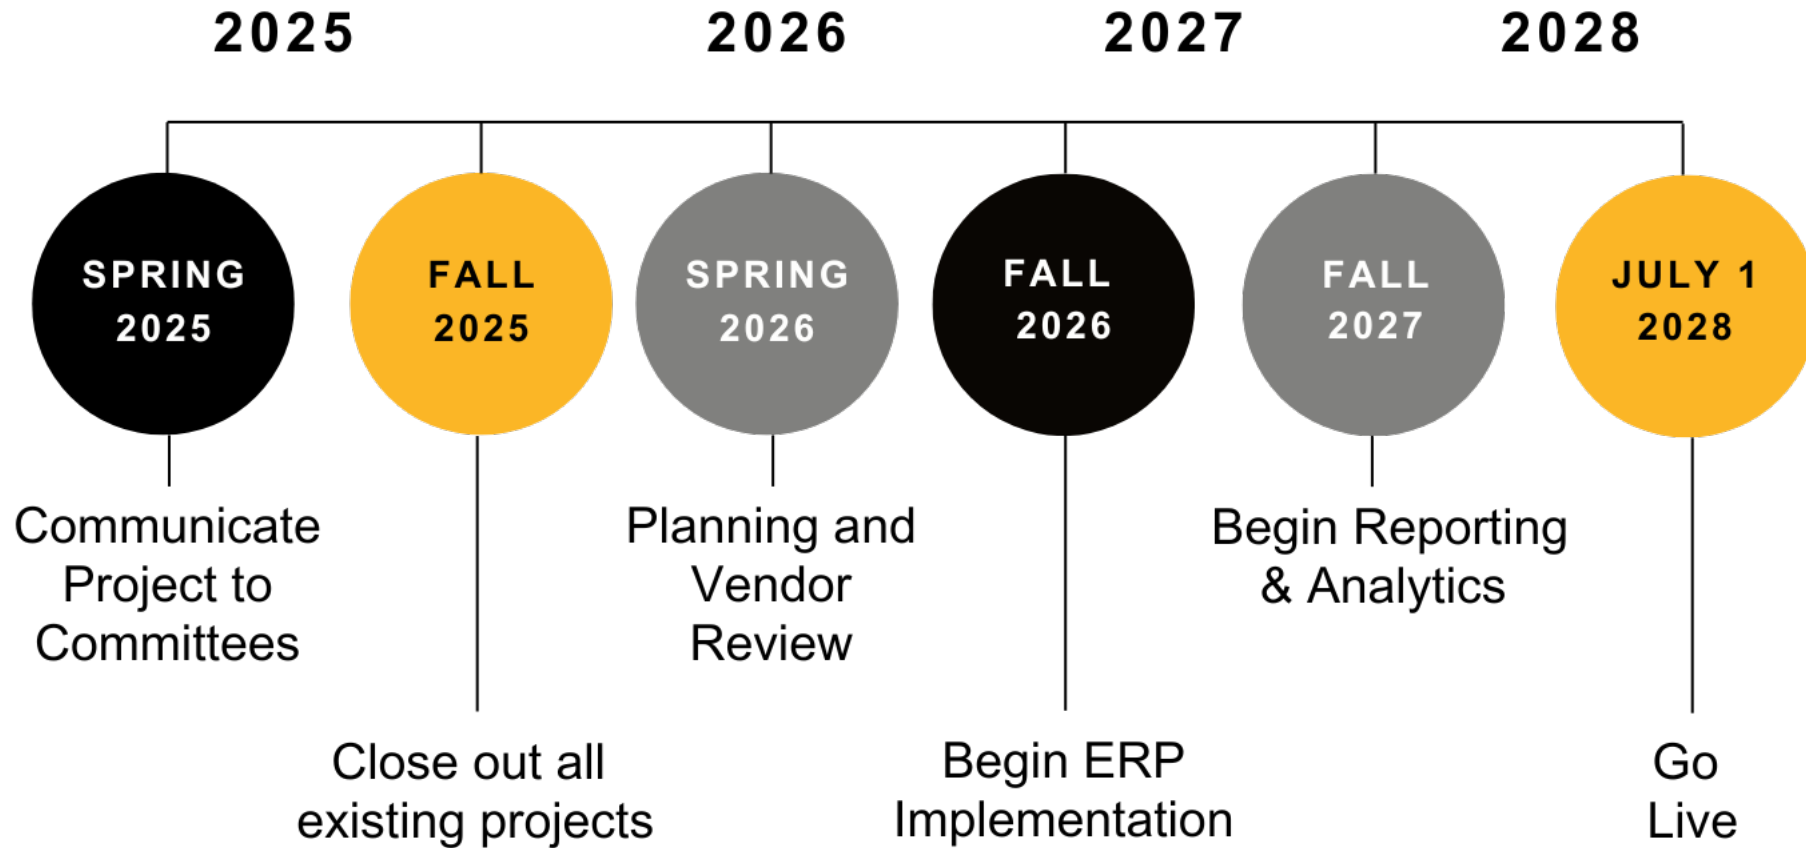 2025 2026 2027 2028
SPRING
2025
FALL
2025
SPRING
2026
FALL
2026
FALL
2027
JULY 1
2028
Communicate
Project to
Committees
Close out all
existing projects
Planning and
Vendor
Review
Begin ERP
Implementation
Begin Reporting
& Analytics
Go
Live